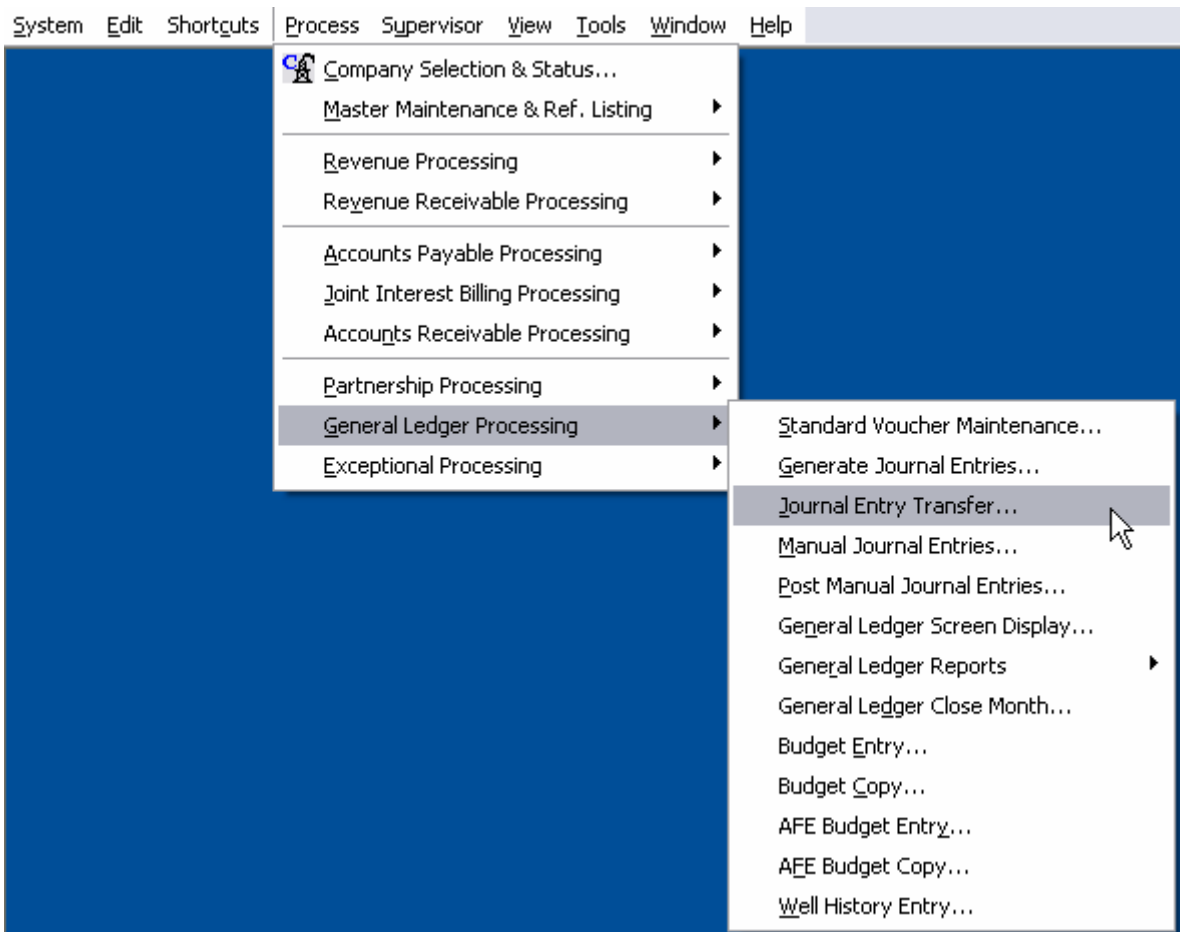 System Edit Shortcuts Process Supervisor View Tools Window Help
Company Selection & Status...
Master Maintenance & Ref. Listing
Revenue Processing
Revenue Receivable Processing
Accounts Payable Processing
Joint Interest Billing Processing
Accounts Receivable Processing
Partnership Processing
General Ledger Processing
Exceptional Processing
Standard Voucher Maintenance...
Generate Journal Entries...
Journal Entry Transfer...
Manual Journal Entries...
Post Manual Journal Entries...
General Ledger Screen Display...
General Ledger Reports
General Ledger Close Month...
Budget Entry...
Budget Copy...
AFE Budget Entry...
AFE Budget Copy...
Well History Entry...